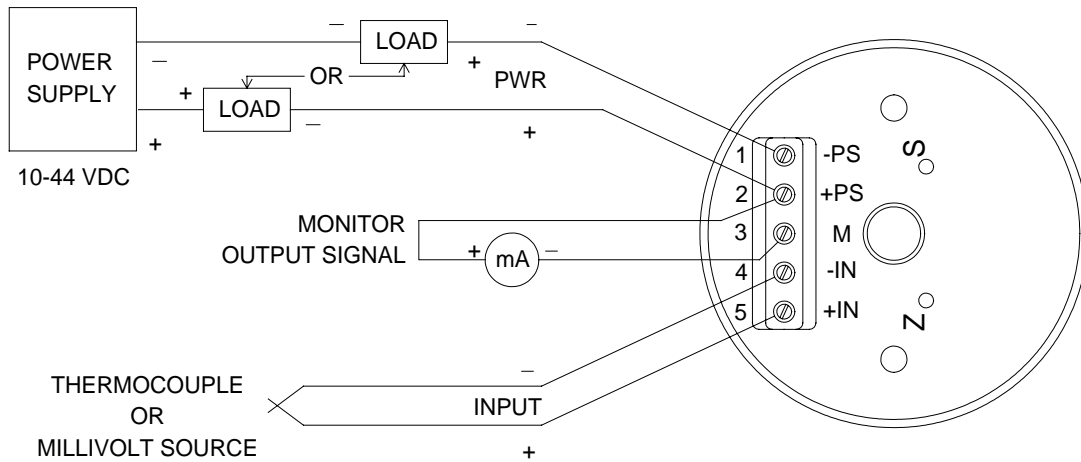 POWER
SUPPLY
10-44 VDC
−
+
−
LOAD
+
−
+
LOAD
−
OR
PWR
+
MONITOR
OUTPUT SIGNAL
+
mA
−
THERMOCOUPLE
OR
MILLIVOLT SOURCE
−
INPUT
+
1
-PS
2
+PS
3
M
4
-IN
5
+IN
S
Z